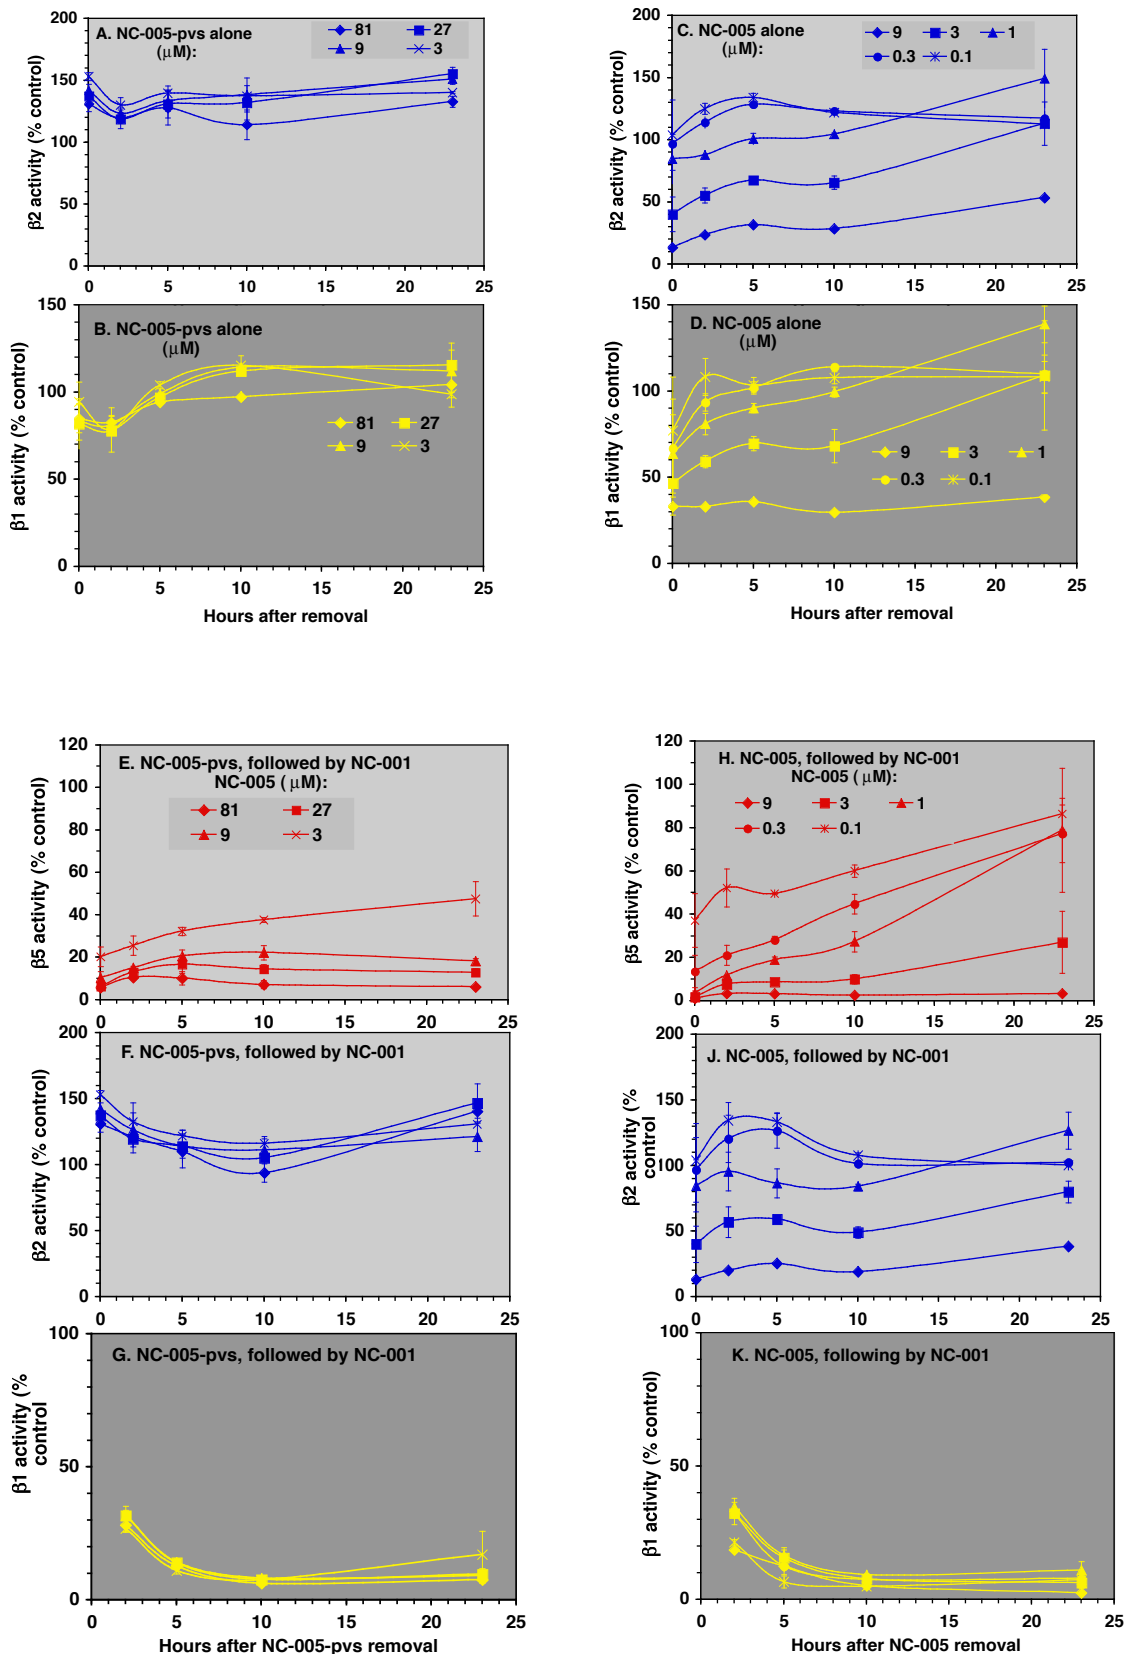 A. NC-005-pvs alone
(μM):
81 27
9 3
β2 activity (% control)
200
150
100
50
0
0 5 10 15 20 25
C. NC-005 alone
(μM):
9 3 1
0.3 0.1
β2 activity (% control)
200
150
100
50
0
0 5 10 15 20 25
B. NC-005-pvs alone
(μM)
81 27
9 3
β1 activity (% control)
150
100
50
0
0 5 10 15 20 25
Hours after removal
D. NC-005 alone
(μM)
9 3 1
0.3 0.1
β1 activity (% control)
150
100
50
0
0 5 10 15 20 25
Hours after removal
E. NC-005-pvs, followed by NC-001
NC-005 ( μM):
81 27
9 3
β5 activity (% control)
120
100
80
60
40
20
0
0 5 10 15 20 25
H. NC-005, followed by NC-001
NC-005 (μM):
9 3 1
0.3 0.1
β5 activity (% control)
120
100
80
60
40
20
0
0 5 10 15 20 25
F. NC-005-pvs, followed by NC-001
β2 activity (% control)
200
150
100
50
0
0 5 10 15 20 25
J. NC-005, followed by NC-001
β2 activity (%
control
200
150
100
50
0
0 5 10 15 20 25
G. NC-005-pvs, followed by NC-001
β1 activity (%
control
100
50
0
0 5 10 15 20 25
Hours after NC-005-pvs removal
K. NC-005, following by NC-001
β1 activity (% control)
100
50
0
0 5 10 15 20 25
Hours after NC-005 removal